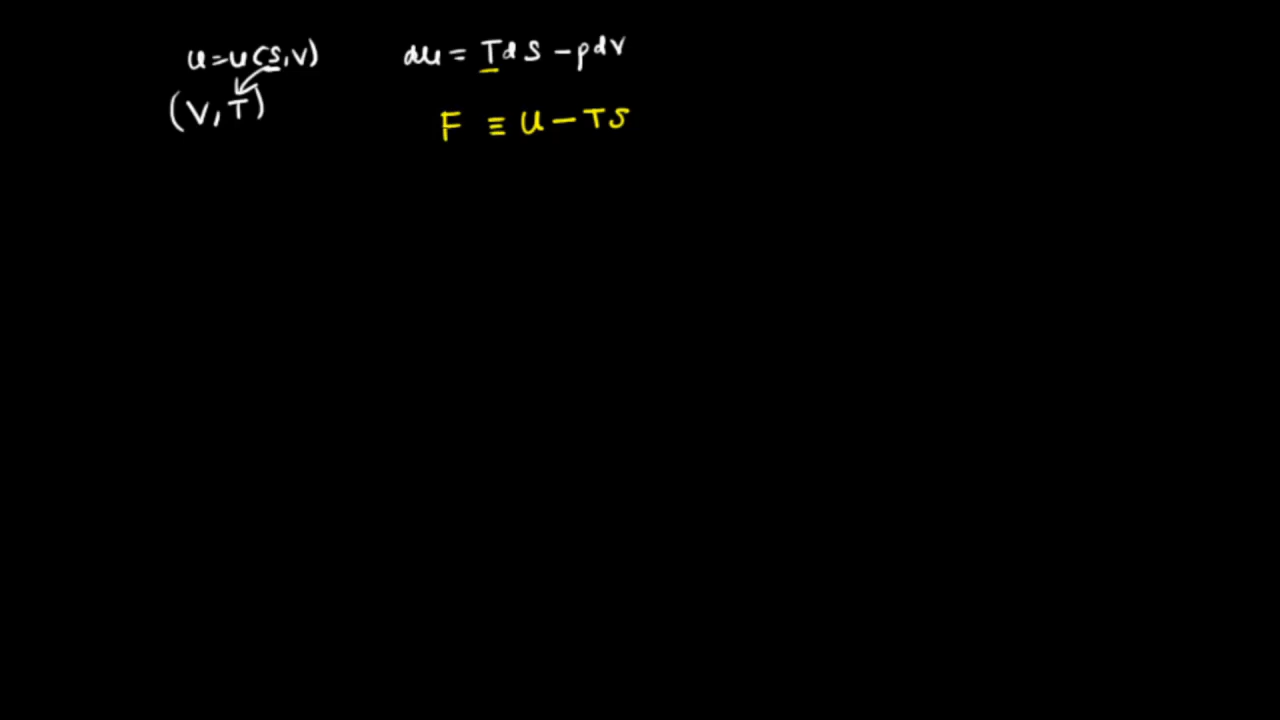 u=u(S,V) du = TdS -pdV
(V,T)
F ≡ U - TS